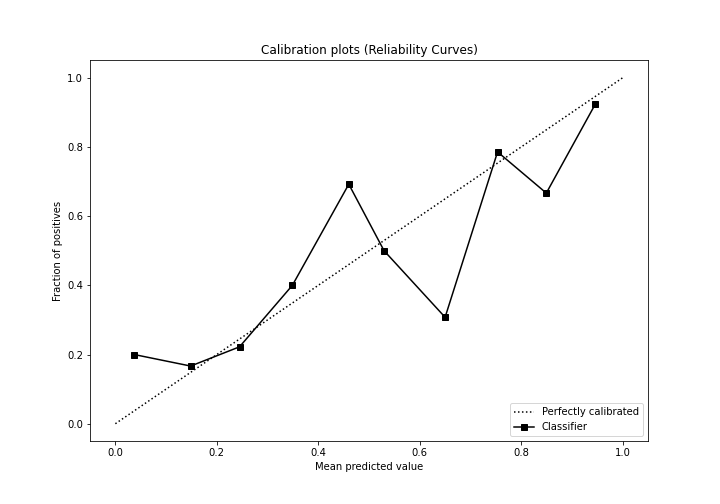 Calibration plots (Reliability Curves)
1.0
0.8
0.6
0.4
0.2
0.0
Fraction of positives
0.0 0.2 0.4 0.6 0.8 1.0
Mean predicted value
Perfectly calibrated
Classifier